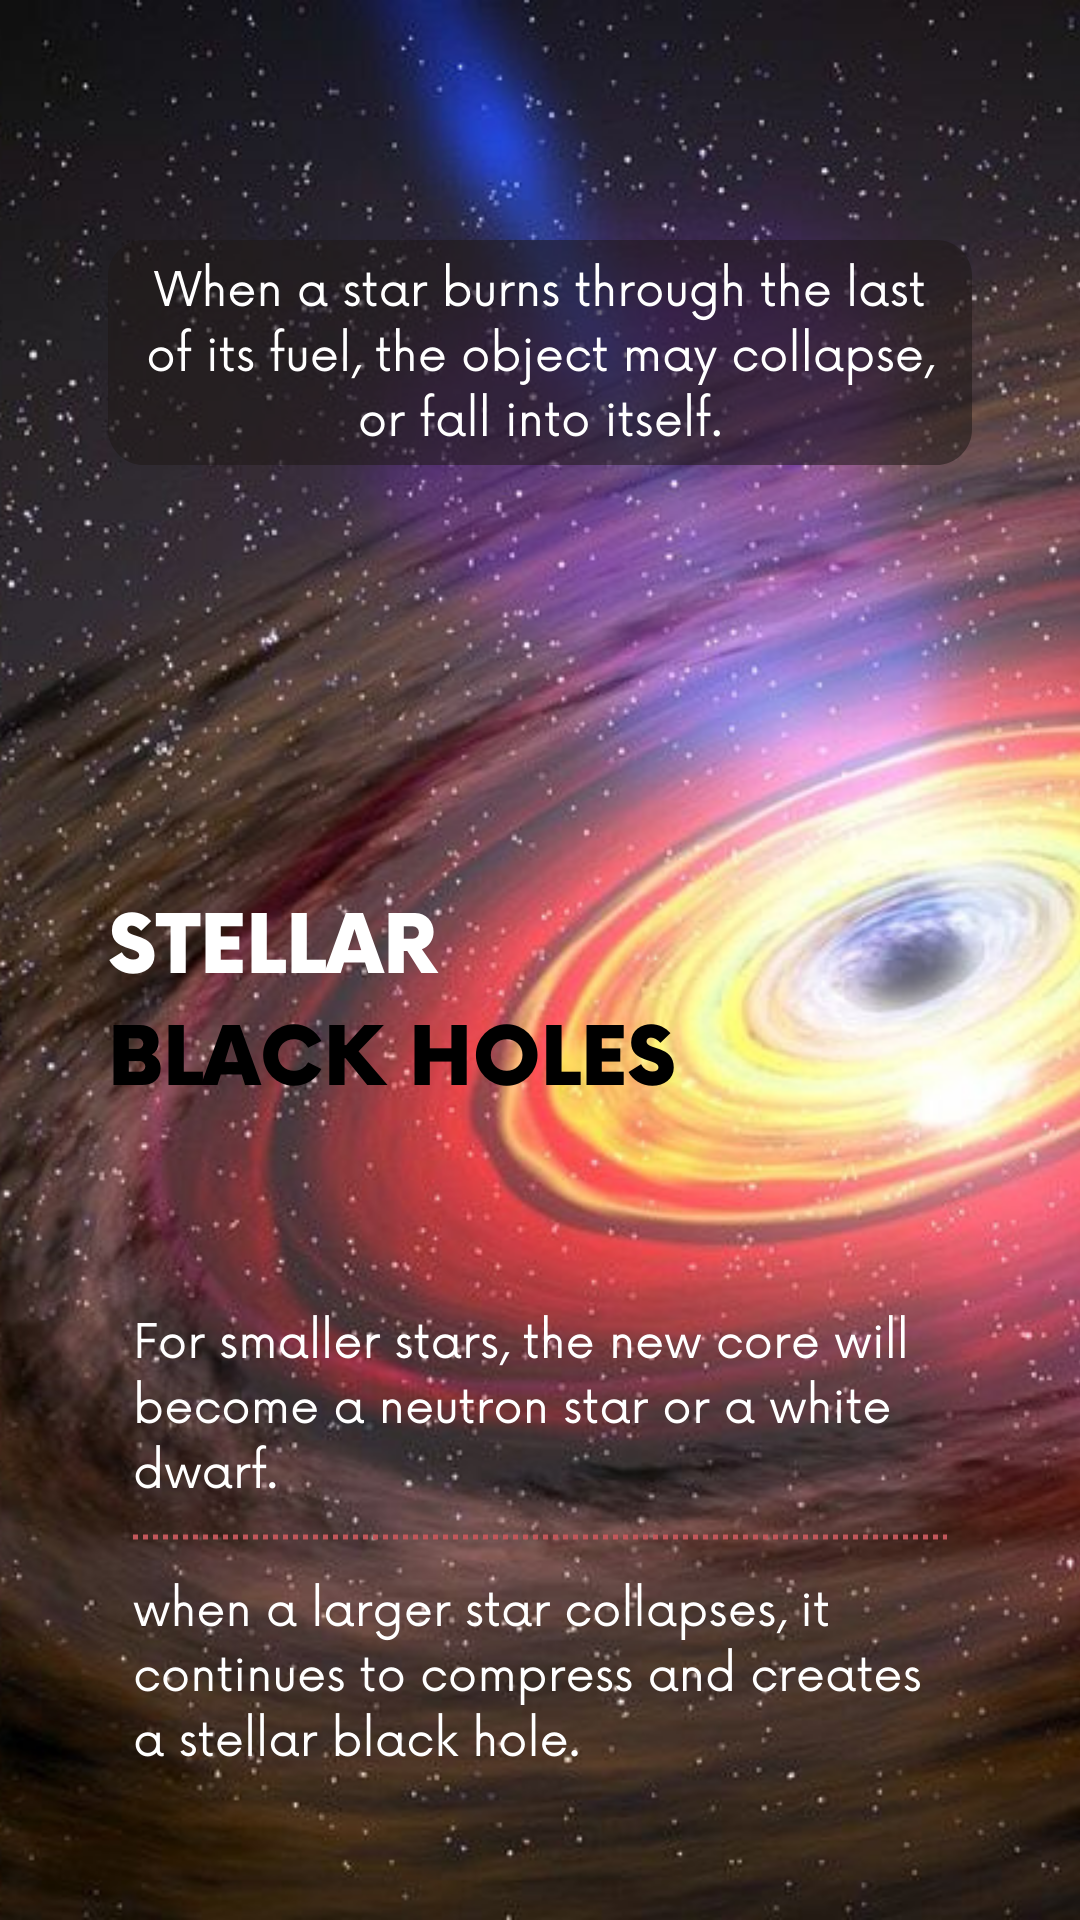 When a star burns through the last
of its fuel, the object may collapse,
or fall into itself.
STELLAR
BLACK HOLES
For smaller stars, the new core will
become a neutron star or a white
dwarf.
when a larger star collapses, it
continues to compress and creates
a stellar black hole.